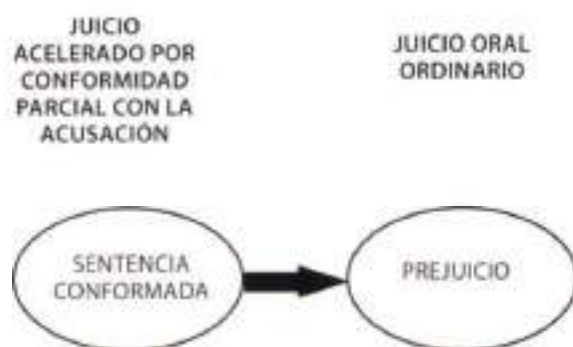 JUICIO
ACELERADO POR
CONFORMIDAD
PARCIAL CON LA
ACUSACIÓN
JUICIO ORAL
ORDINARIO
SENTENCIA
CONFORMADA
PREJUICIO